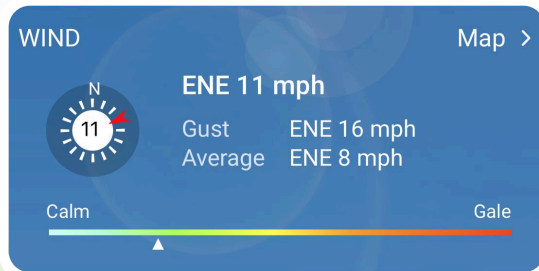 WIND
Map >
N
11
ENE 11 mph
Gust ENE 16 mph
Average ENE 8 mph
Calm Gale